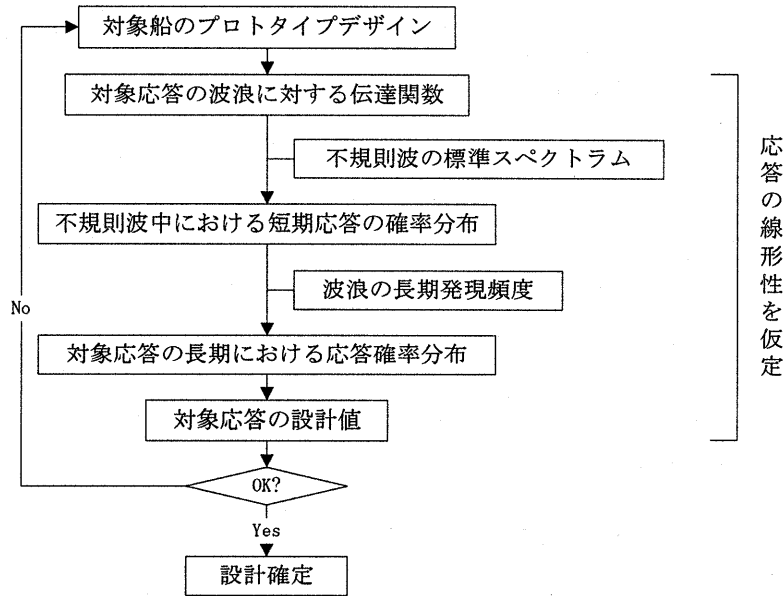 対象船のプロトタイプデザイン
対象応答の波浪に対する伝達関数
不規則波の標準スペクトラム
不規則波中における短期応答の確率分布
波浪の長期発現頻度
No
対象応答の長期における応答確率分布
対象応答の設計値
OK?
Yes
設計確定
応答の線形性を仮定